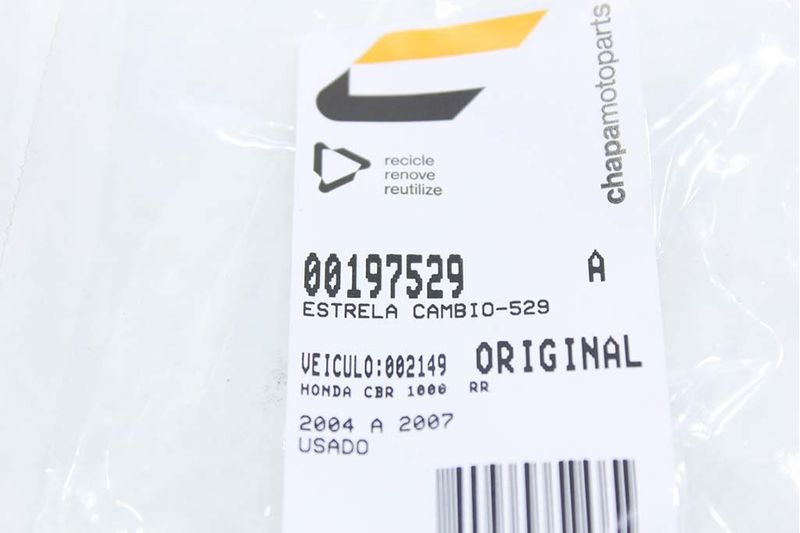 chapamotoparts
recicle
renove
reutilize
00197529 A
ESTRELA CAMBIO-529
VEICULO:002149 ORIGINAL
HONDA CBR 1000 RR
2004 A 2007
USADO